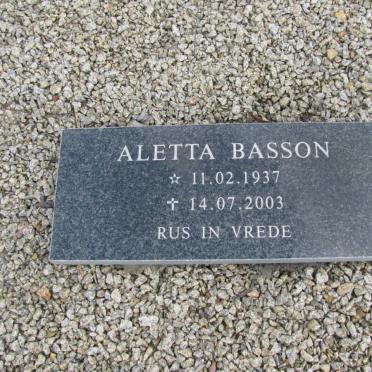 ALETTA BASSON
☆ 11.02.1937
✝ 14.07.2003
RUS IN VREDE